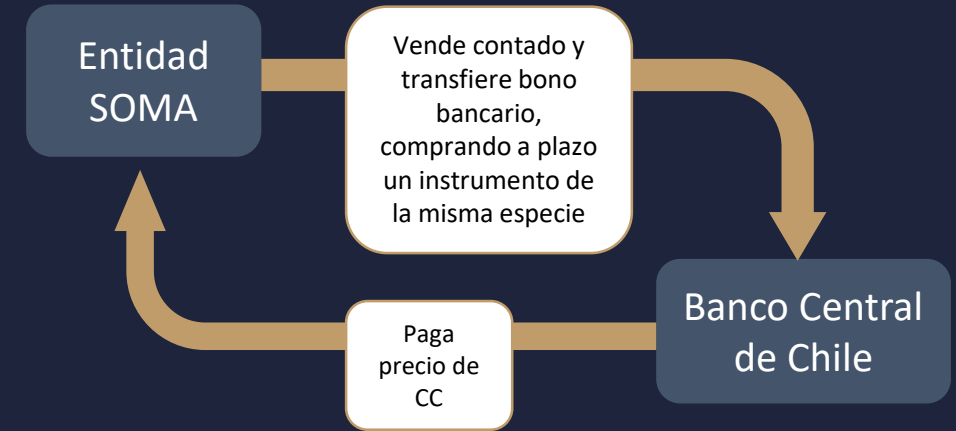 Entidad
SOMA
Vende contado y
transfiere bono
bancario,
comprando a plazo
un instrumento de
la misma especie
Banco Central
de Chile
Paga
precio de
CC